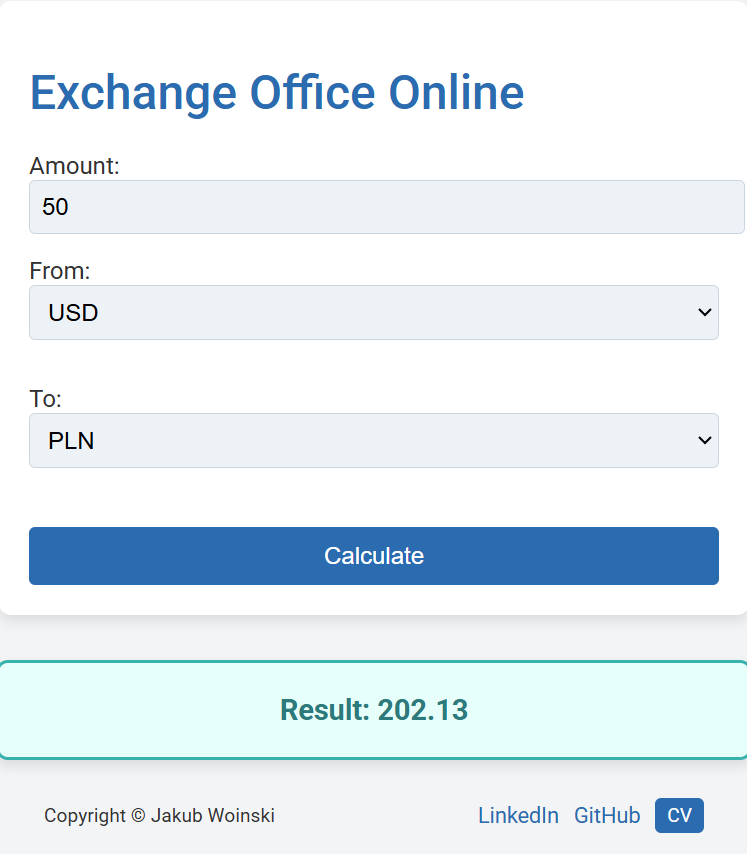 Exchange Office Online
Amount:
50
From:
USD
To:
PLN
Calculate
Result: 202.13
Copyright © Jakub Woinski LinkedIn GitHub CV